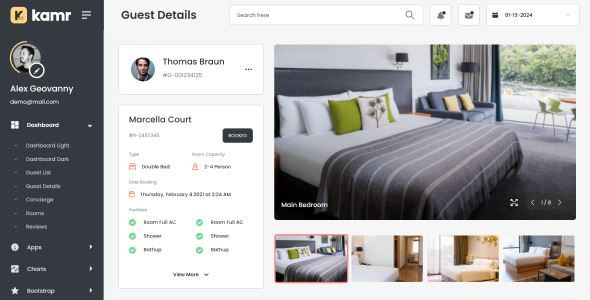 kamr
Guest Details
Search here
01-13-2024
Alex Geovanny
demo@mail.com
Dashboard
- Dashboard Light
- Dashboard Dark
- Guest List
- Guest Details
- Concierge
- Rooms
- Reviews
Apps
Charts
Bootstrap
Thomas Braun
#G-001234125
Marcella Court
#R-2457345
BOOKED
Type
Room Capacity
Double Bed
2-4 Person
Date Booking
Thursday, February 4 2021 at 2:24 AM
Facilities
Room Full AC
Room Full AC
Shower
Shower
Bathup
Bathup
View More
Main Bedroom
1 / 8